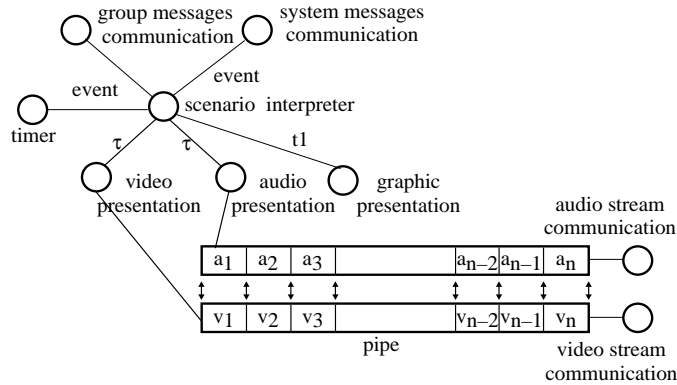 group messages
communication
system messages
communication
event
event
scenario interpreter
timer
τ
τ
t1
video
presentation
audio
presentation
graphic
presentation
audio stream
communication
a1 a2 a3 an–2 an–1 an
v1 v2 v3 vn–2 vn–1 vn
pipe
video stream
communication